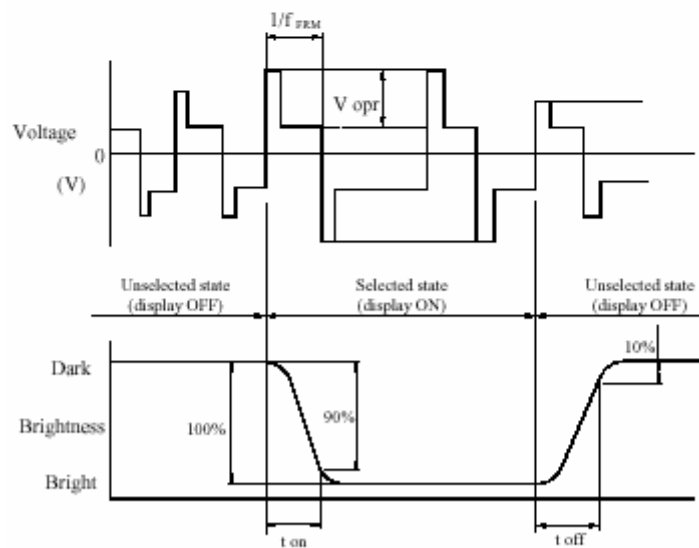 1/f FRM
V opr
Voltage
0
(V)
Unselected state
(display OFF)
Selected state
(display ON)
Unselected state
(display OFF)
Dark
10%
Brightness
100%
90%
Bright
t on
t off